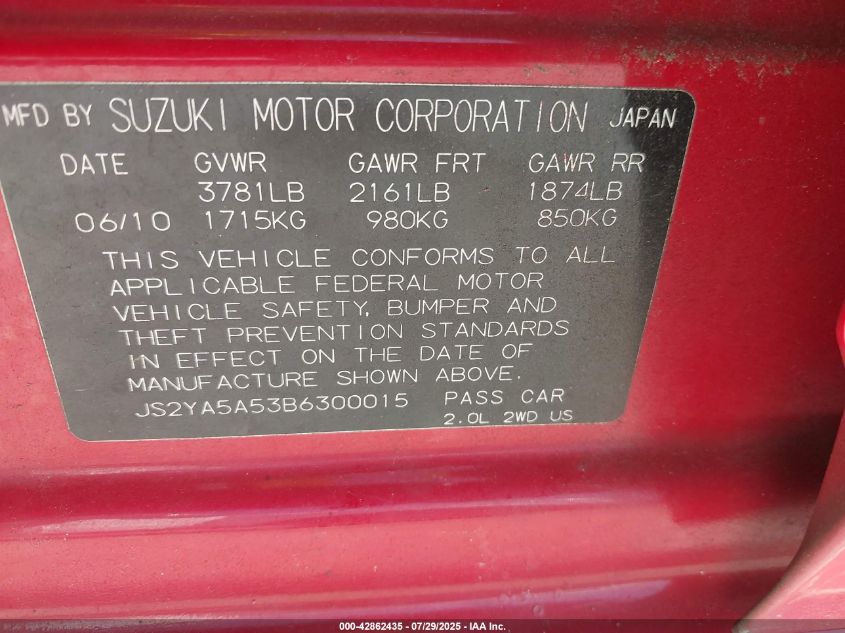 MFD BY SUZUKI MOTOR CORPORATION JAPAN
DATE GVWR GAWR FRT GAWR RR
3781LB 2161LB 1874LB
06/10 1715KG 980KG 850KG
THIS VEHICLE CONFORMS TO ALL
APPLICABLE FEDERAL MOTOR
VEHICLE SAFETY, BUMPER AND
THEFT PREVENTION STANDARDS
IN EFFECT ON THE DATE OF
MANUFACTURE SHOWN ABOVE.
JS2YA5A53B6300015 PASS CAR
2.0L 2WD US
000-42862435 - 07/29/2025 - IAA Inc.